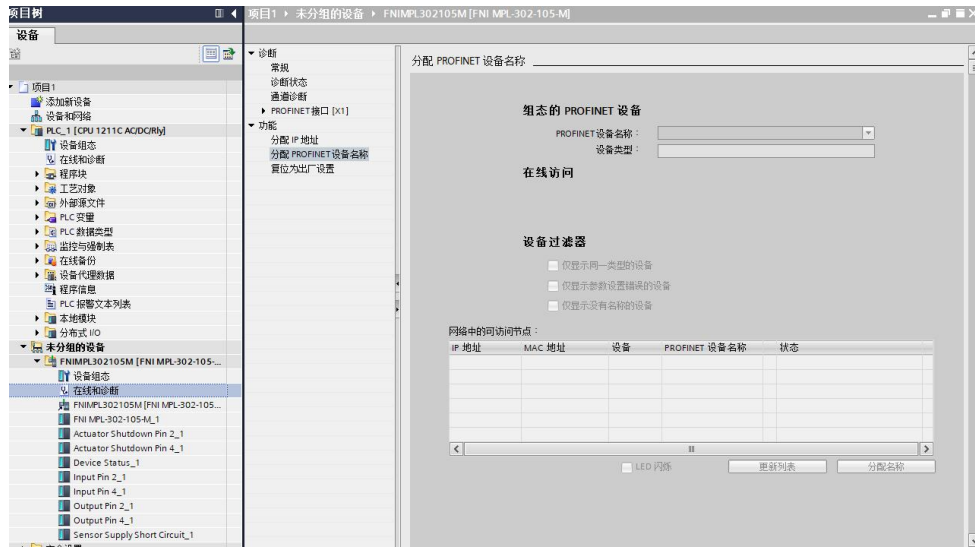 项目树
项目1 ▸ 未分组的设备 ▸ FNIMPL302105M [FNI MPL-302-105-M]
设备
项目1
添加新设备
设备和网络
PLC_1 [CPU 1211C AC/DC/Rly]
设备组态
在线和诊断
程序块
工艺对象
外部源文件
PLC 变量
PLC 数据类型
监控与强制表
在线备份
设备代理数据
程序信息
PLC 报警文本列表
本地模块
分布式 I/O
未分组的设备
FNIMPL302105M [FNI MPL-302-105-...
设备组态
在线和诊断
FNIMPL302105M [FNI MPL-302-105...
FNI MPL-302-105-M_1
Actuator Shutdown Pin 2_1
Actuator Shutdown Pin 4_1
Device Status_1
Input Pin 2_1
Input Pin 4_1
Output Pin 2_1
Output Pin 4_1
Sensor Supply Short Circuit_1
诊断
常规
诊断状态
通道诊断
PROFINET接口 [X1]
功能
分配 IP 地址
分配 PROFINET 设备名称
复位为出厂设置
分配 PROFINET 设备名称
组态的 PROFINET 设备
PROFINET 设备名称：
设备类型：
在线访问
设备过滤器
仅显示同一类型的设备
仅显示参数设置错误的设备
仅显示没有名称的设备
网络中的可访问节点：
IP 地址 MAC 地址 设备 PROFINET 设备名称 状态
LED 闪烁 更新列表 分配名称